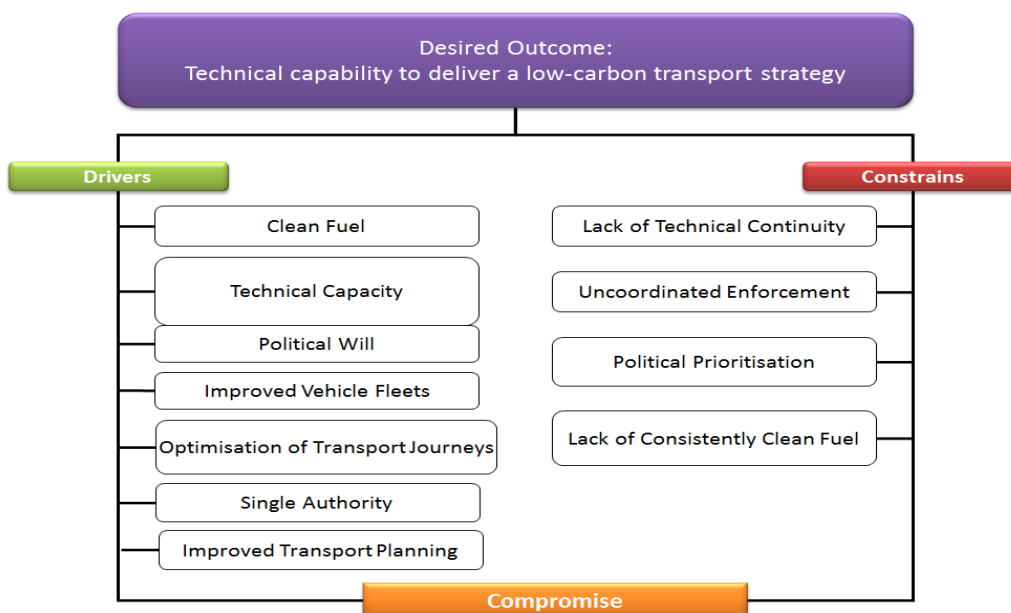 Desired Outcome:
Technical capability to deliver a low-carbon transport strategy
Drivers
Constrains
Clean Fuel
Technical Capacity
Political Will
Improved Vehicle Fleets
Optimisation of Transport Journeys
Single Authority
Improved Transport Planning
Lack of Technical Continuity
Uncoordinated Enforcement
Political Prioritisation
Lack of Consistently Clean Fuel
Compromise